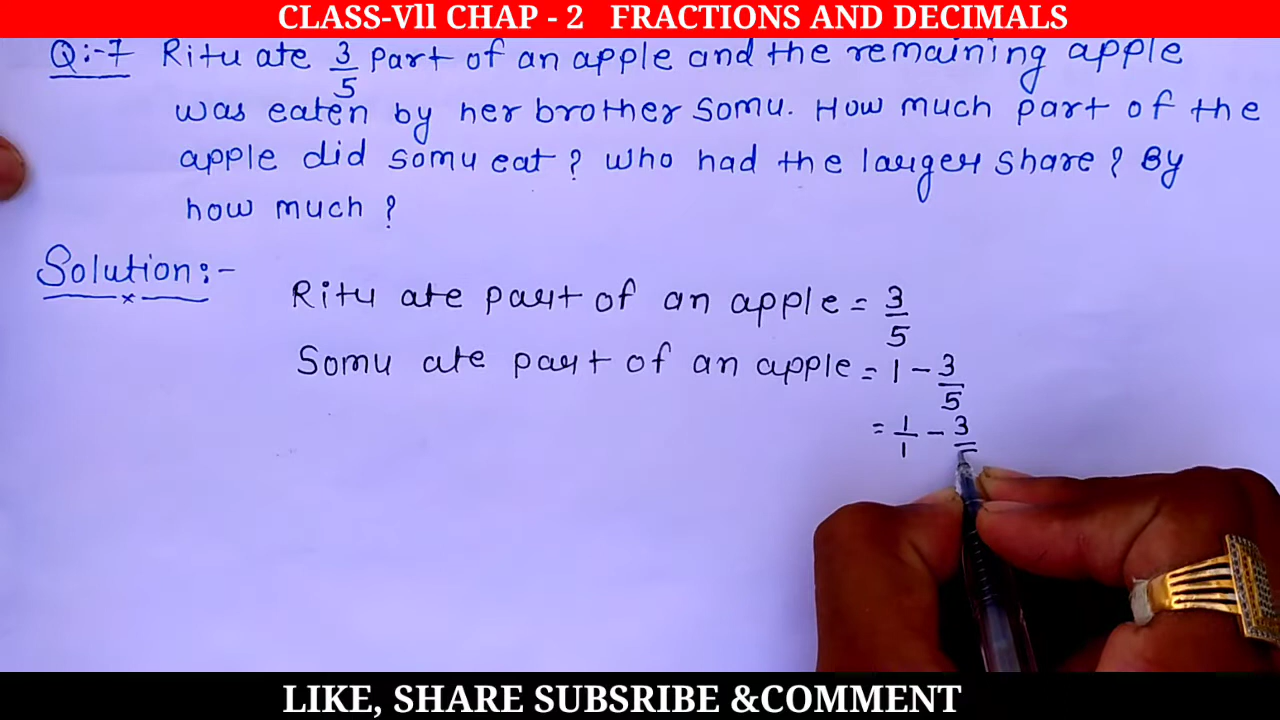 CLASS-Vll CHAP - 2 FRACTIONS AND DECIMALS
Q:-7 Ritu ate 3/5 part of an apple and the remaining apple
was eaten by her brother Somu. How much part of the
apple did somu eat? Who had the larger share? By
how much?
Solution:-
Ritu ate part of an apple = 3/5
Somu ate part of an apple = 1 - 3/5
= 1/1 - 3/
LIKE, SHARE SUBSRIBE &COMMENT